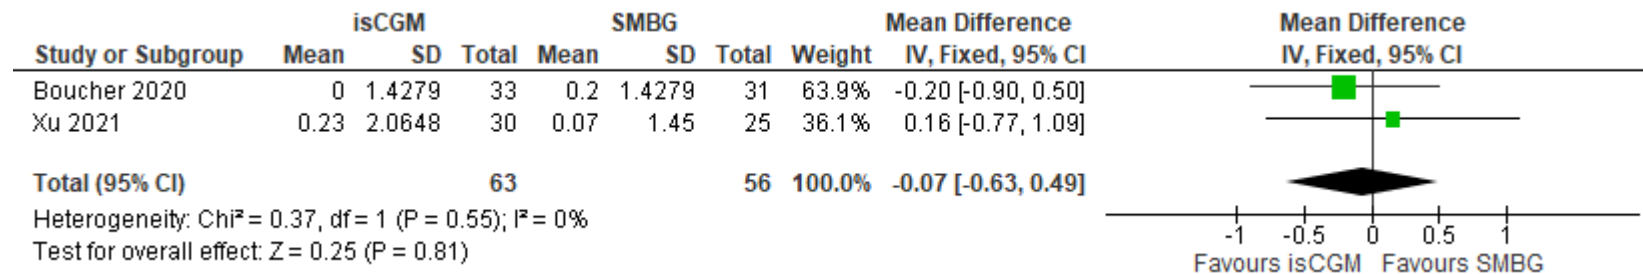 isCGM SMBG Mean Difference Mean Difference
Study or Subgroup Mean SD Total Mean SD Total Weight IV, Fixed, 95% CI IV, Fixed, 95% CI
Boucher 2020 0 1.4279 33 0.2 1.4279 31 63.9% -0.20 [-0.90, 0.50]
Xu 2021 0.23 2.0648 30 0.07 1.45 25 36.1% 0.16 [-0.77, 1.09]
Total (95% CI) 63 56 100.0% -0.07 [-0.63, 0.49]
Heterogeneity: Chi² = 0.37, df = 1 (P = 0.55); I² = 0%
Test for overall effect: Z = 0.25 (P = 0.81)
-1 -0.5 0 0.5 1
Favours isCGM Favours SMBG